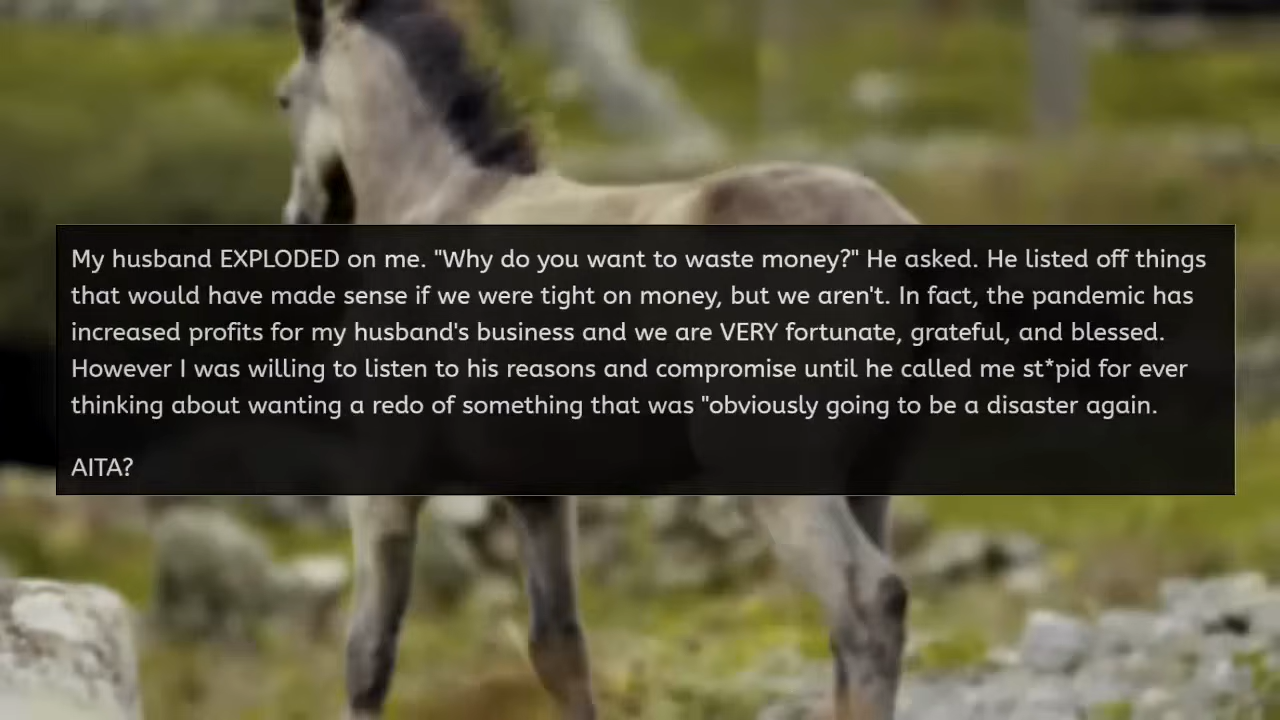 My husband EXPLODED on me. "Why do you want to waste money?" He asked. He listed off things
that would have made sense if we were tight on money, but we aren't. In fact, the pandemic has
increased profits for my husband's business and we are VERY fortunate, grateful, and blessed.
However I was willing to listen to his reasons and compromise until he called me st*pid for ever
thinking about wanting a redo of something that was "obviously going to be a disaster again.
AITA?